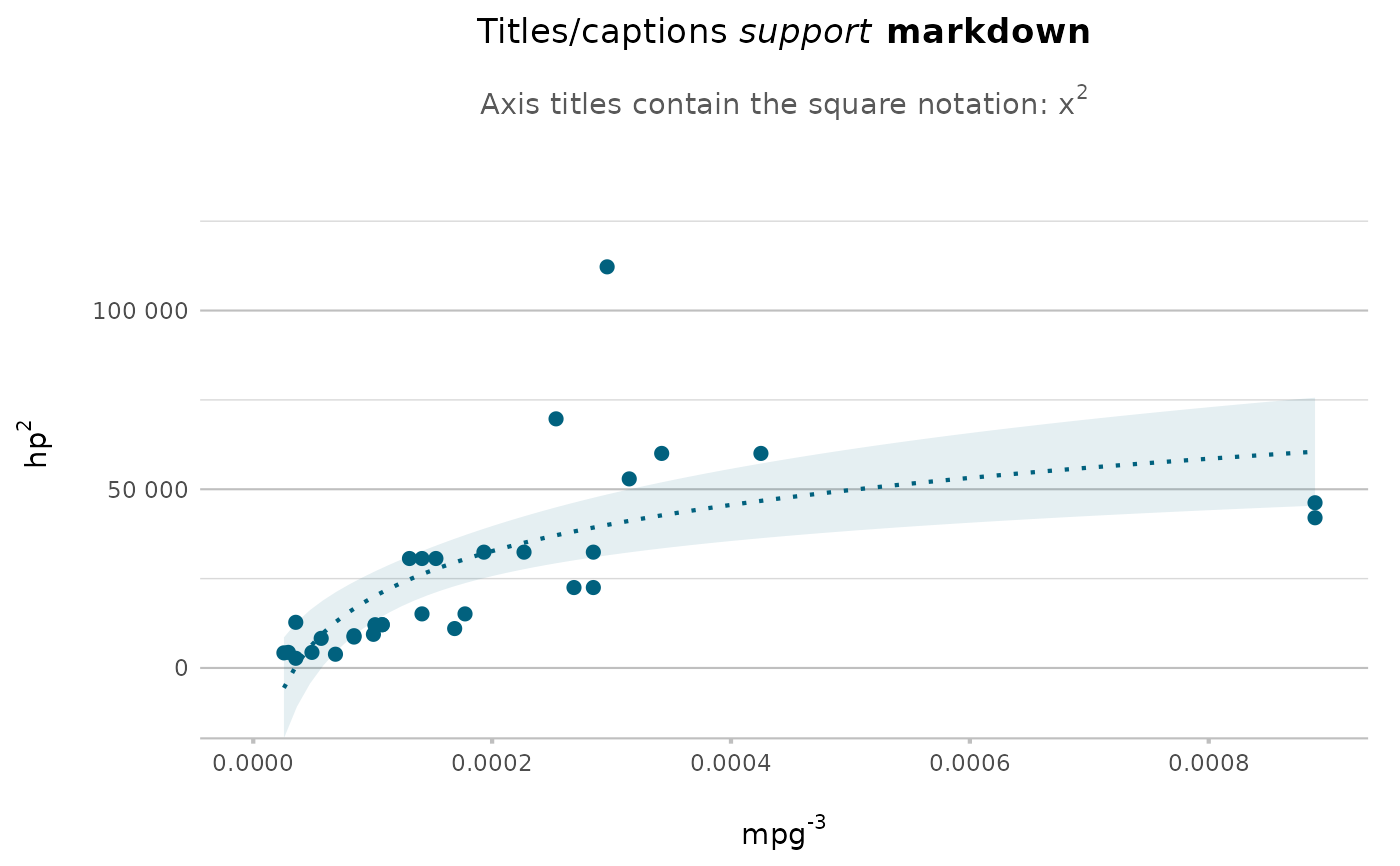 Titles/captions support markdown
Axis titles contain the square notation: x²
100 000
50 000
0
hp²
0.0000 0.0002 0.0004 0.0006 0.0008
mpg⁻³